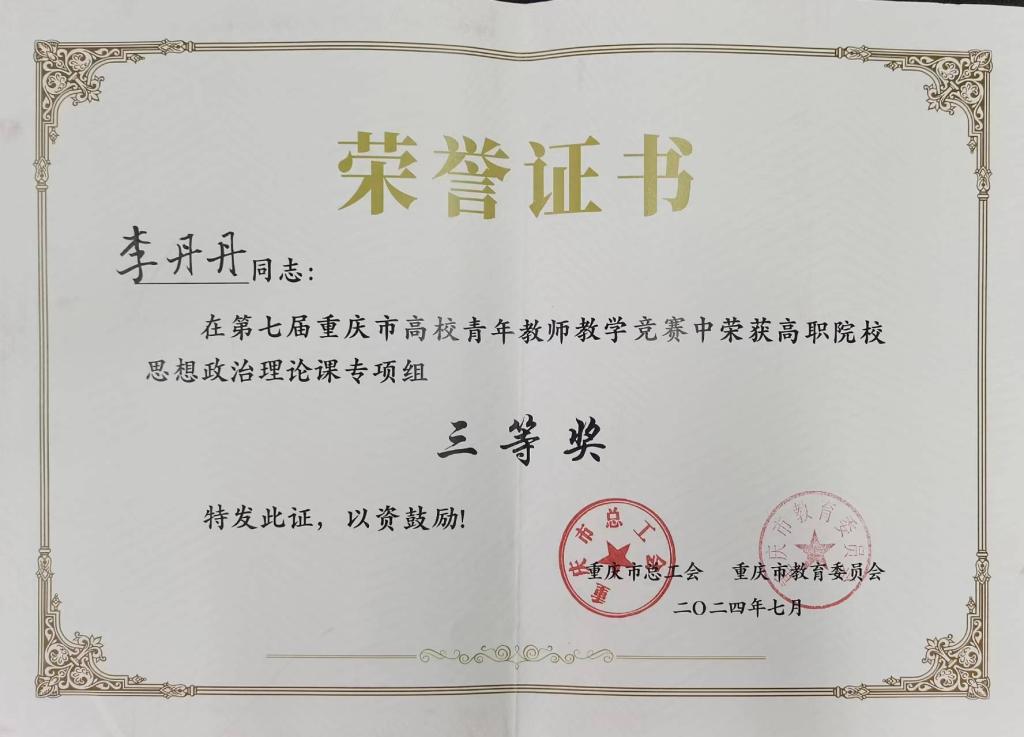 荣誉证书
李丹丹同志：
在第七届重庆市高校青年教师教学竞赛中荣获高职院校
思想政治理论课专项组
三等奖
特发此证，以资鼓励!
重庆市总工会
重庆市教育委员会
重庆市总工会 重庆市教育委员会
二〇二四年七月